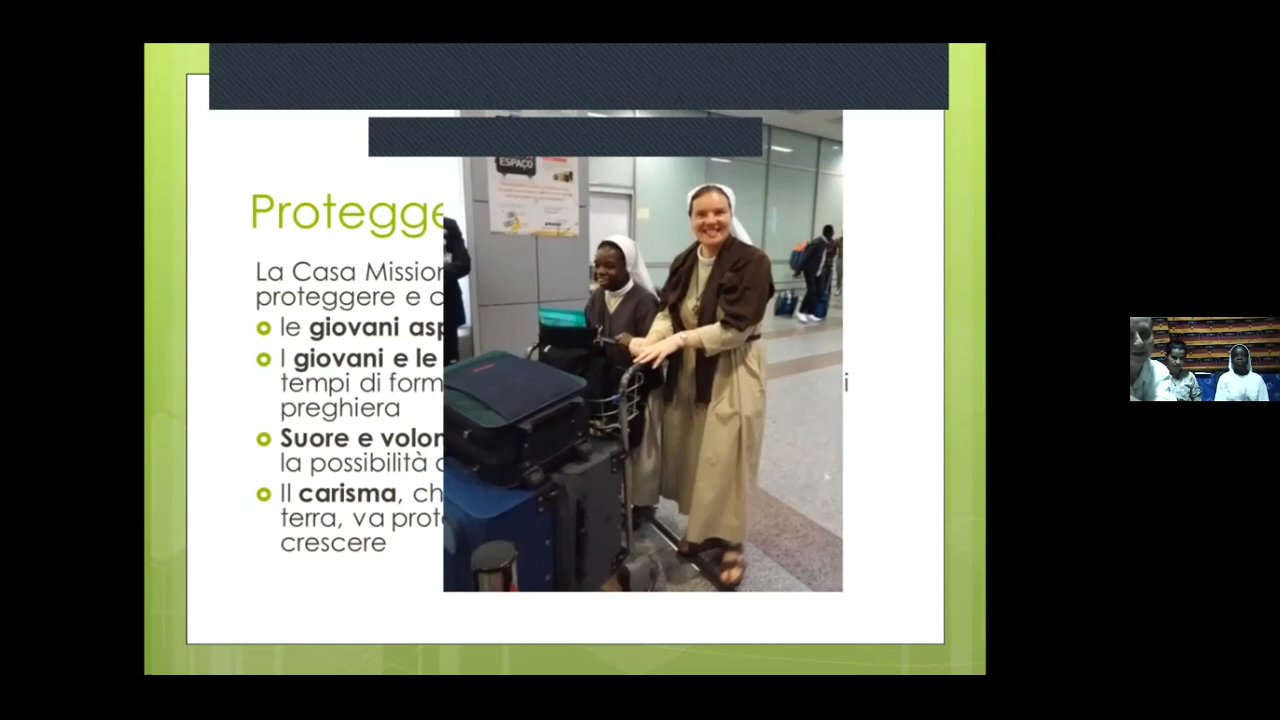 ESPAÇO
Protegge
La Casa Mission
proteggere e c
le giovani asp
I giovani e le
tempi di form i
preghiera
Suore e volon
la possibilità
Il carisma, ch
terra, va prote
crescere